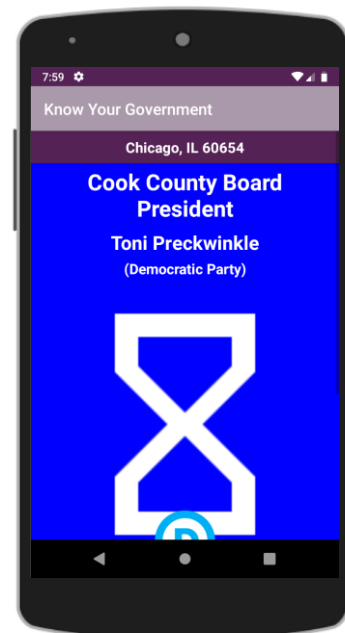 7:59
Know Your Government
Chicago, IL 60654
Cook County Board
President
Toni Preckwinkle
(Democratic Party)